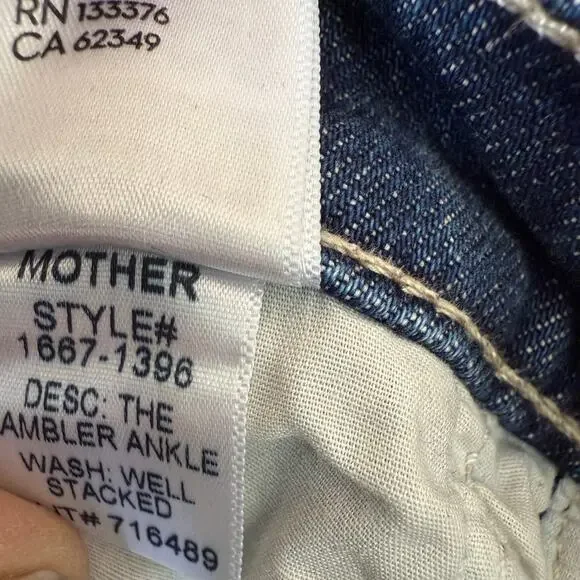 RN 133376
CA 62349
MOTHER
STYLE#
1667-1396
DESC: THE
AMBLER ANKLE
WASH: WELL
STACKED
# 716489